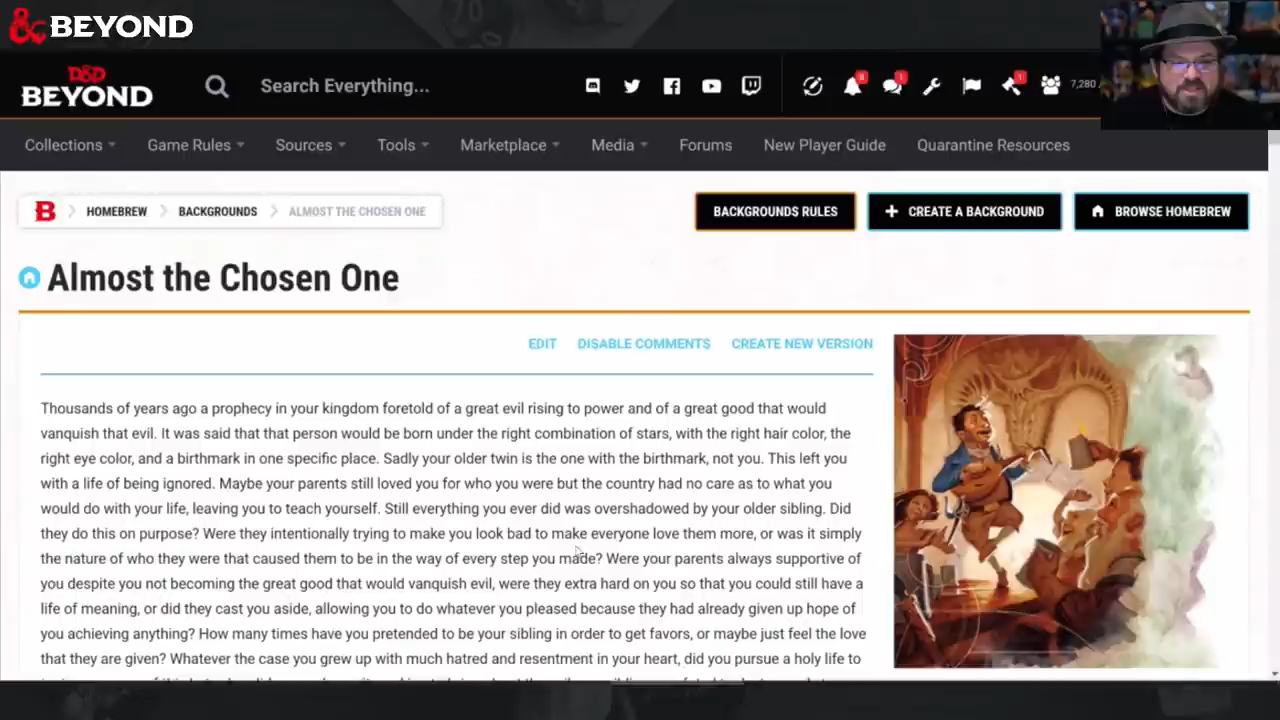 & BEYOND
D&D
BEYOND
Search Everything...
8
1
1
7,280
Collections
Game Rules
Sources
Tools
Marketplace
Media
Forums
New Player Guide
Quarantine Resources
B
HOMEBREW
BACKGROUNDS
ALMOST THE CHOSEN ONE
BACKGROUNDS RULES
+ CREATE A BACKGROUND
BROWSE HOMEBREW
Almost the Chosen One
EDIT
DISABLE COMMENTS
CREATE NEW VERSION
Thousands of years ago a prophecy in your kingdom foretold of a great evil rising to power and of a great good that would
vanquish that evil. It was said that that person would be born under the right combination of stars, with the right hair color, the
right eye color, and a birthmark in one specific place. Sadly your older twin is the one with the birthmark, not you. This left you
with a life of being ignored. Maybe your parents still loved you for who you were but the country had no care as to what you
would do with your life, leaving you to teach yourself. Still everything you ever did was overshadowed by your older sibling. Did
they do this on purpose? Were they intentionally trying to make you look bad to make everyone love them more, or was it simply
the nature of who they were that caused them to be in the way of every step you made? Were your parents always supportive of
you despite you not becoming the great good that would vanquish evil, were they extra hard on you so that you could still have a
life of meaning, or did they cast you aside, allowing you to do whatever you pleased because they had already given up hope of
you achieving anything? How many times have you pretended to be your sibling in order to get favors, or maybe just feel the love
that they are given? Whatever the case you grew up with much hatred and resentment in your heart, did you pursue a holy life to